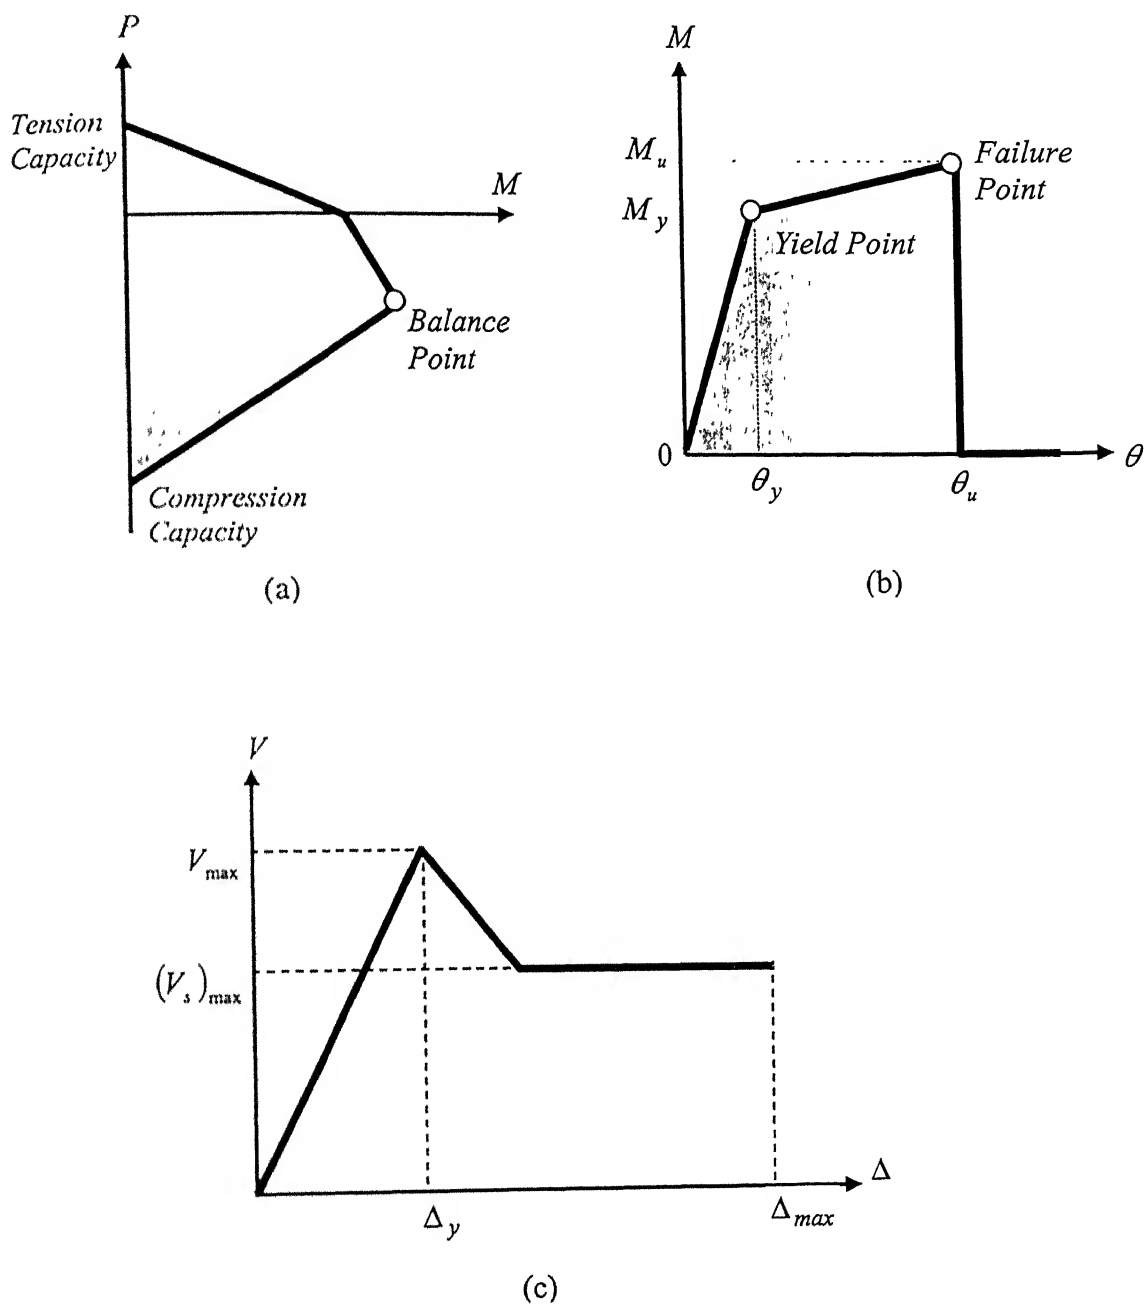 P
Tension
Capacity
M
Balance
Point
Compression
Capacity
(a)
M
M_u
Failure
Point
M_y
Yield Point
0
θ_y
θ_u
θ
(b)
V
V_max
(V_s)_max
Δ
Δ_y
Δ_max
(c)